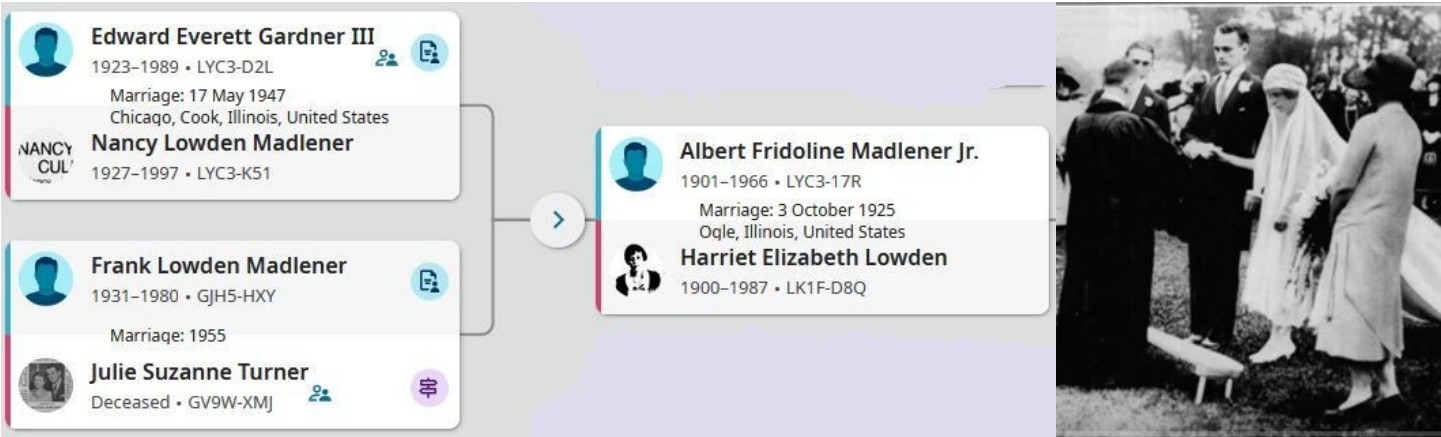 Edward Everett Gardner III
1923–1989 • LYC3-D2L
Marriage: 17 May 1947
Chicago, Cook, Illinois, United States
NANCY
CUL
Nancy Lowden Madlener
1927–1997 • LYC3-K51
Frank Lowden Madlener
1931–1980 • GJH5-HXY
Marriage: 1955
Julie Suzanne Turner
Deceased • GV9W-XMJ
Albert Fridoline Madlener Jr.
1901–1966 • LYC3-17R
Marriage: 3 October 1925
Ogle, Illinois, United States
Harriet Elizabeth Lowden
1900–1987 • LK1F-D8Q